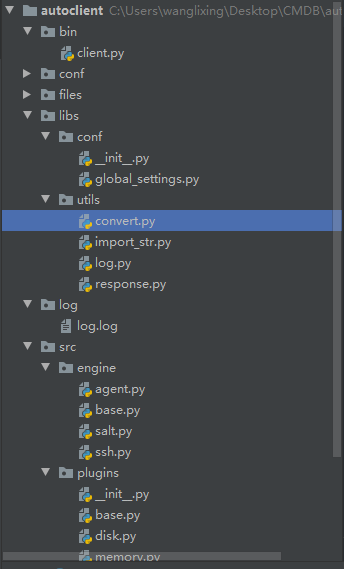 autoclient C:\Users\wanglixing\Desktop\CMDB\aut
bin
client.py
conf
files
libs
conf
__init__.py
global_settings.py
utils
convert.py
import_str.py
log.py
response.py
log
log.log
src
engine
agent.py
base.py
salt.py
ssh.py
plugins
__init__.py
base.py
disk.py
memory.py